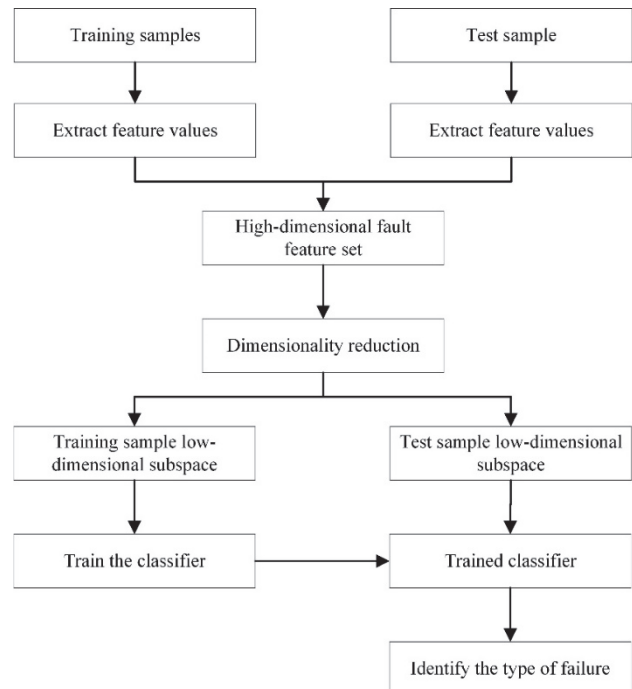 Training samples
Test sample
Extract feature values
Extract feature values
High-dimensional fault
feature set
Dimensionality reduction
Training sample low-
dimensional subspace
Test sample low-dimensional
subspace
Train the classifier
Trained classifier
Identify the type of failure